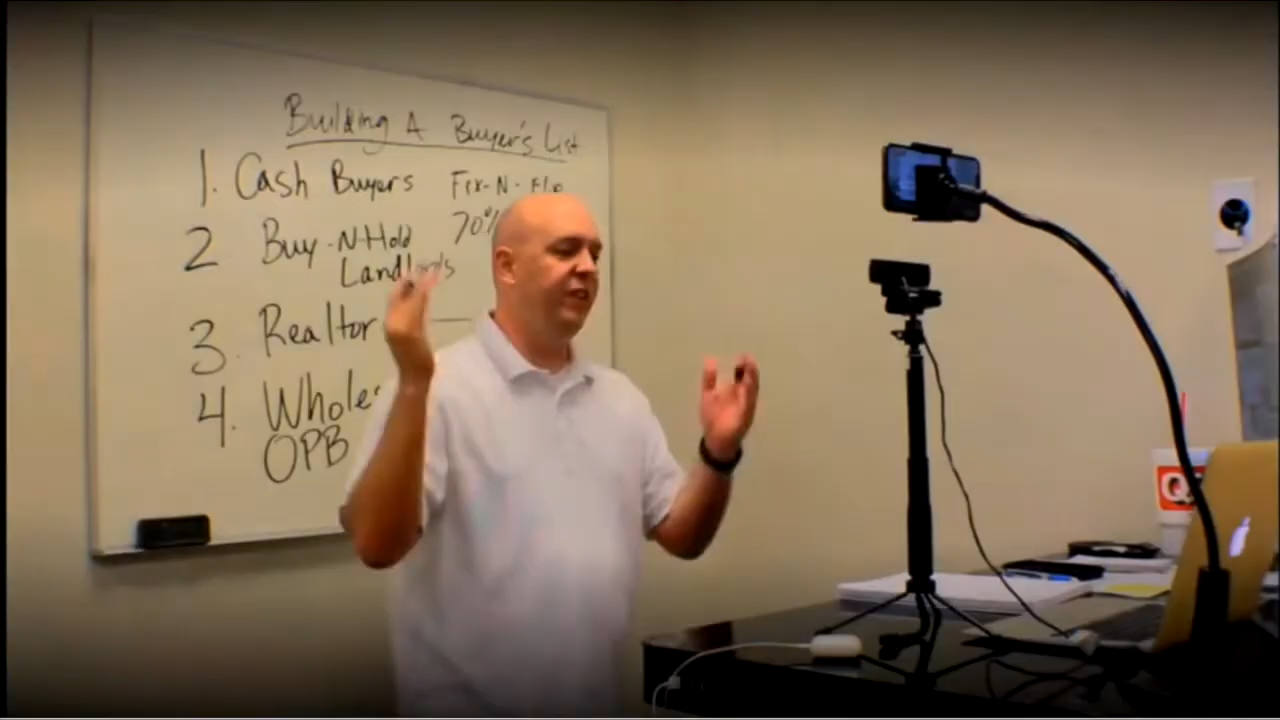 Building A Buyer's List
1. Cash Buyers Fix-N-Flip
70%
2 Buy-N-Hold
Landlords
3. Realtor
4. Whole
OPB
Q